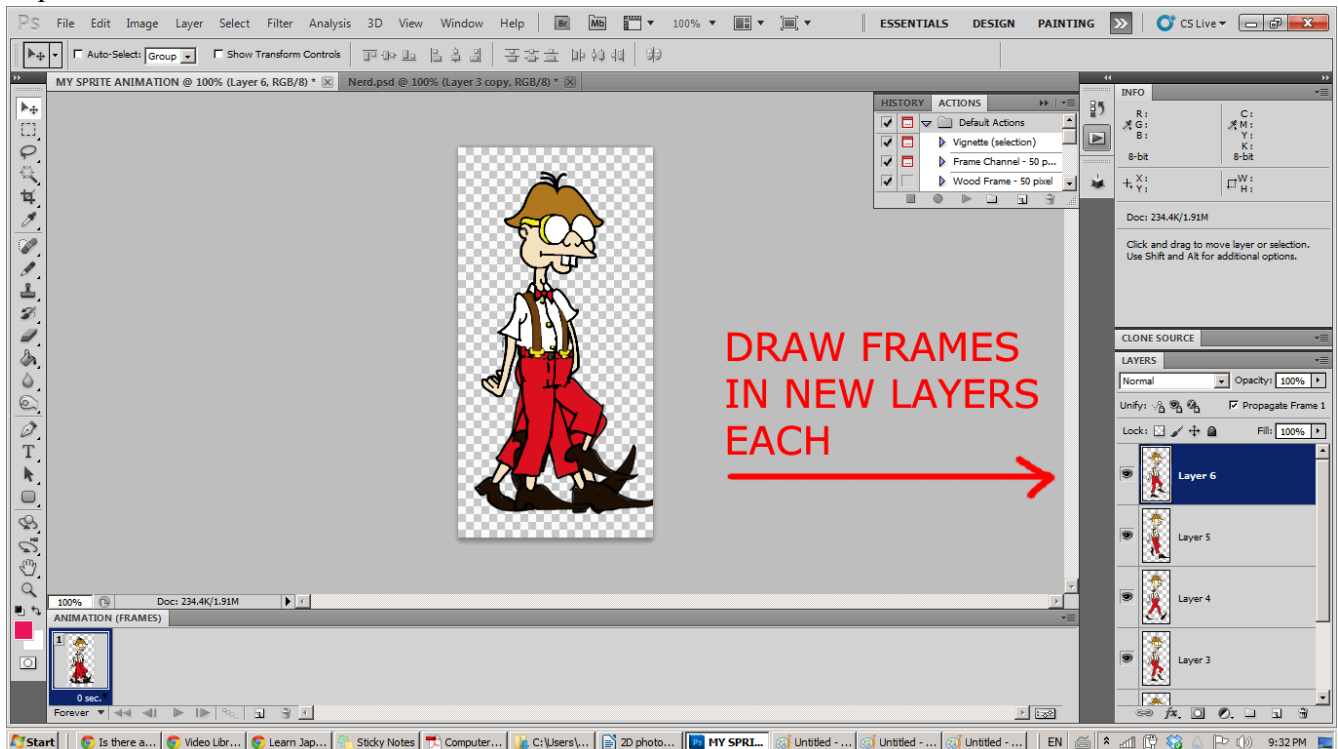 PS File Edit Image Layer Select Filter Analysis 3D View Window Help Br Mb 100% ESSENTIALS DESIGN PAINTING CS Live
Auto-Select: Group Show Transform Controls
MY SPRITE ANIMATION @ 100% (Layer 6, RGB/8) * Nerd.psd @ 100% (Layer 3 copy, RGB/8) *
HISTORY ACTIONS
Default Actions
Vignette (selection)
Frame Channel - 50 p...
Wood Frame - 50 pixel
INFO
R: C:
G: M:
B: Y:
K:
8-bit 8-bit
X: W:
Y: H:
Doc: 234.4K/1.91M
Click and drag to move layer or selection.
Use Shift and Alt for additional options.
DRAW FRAMES
IN NEW LAYERS
EACH
CLONE SOURCE
LAYERS
Normal Opacity: 100%
Unify: Propagate Frame 1
Lock: Fill: 100%
Layer 6
Layer 5
Layer 4
Layer 3
100% Doc: 234.4K/1.91M
ANIMATION (FRAMES)
1
0 sec.
Forever
Start Is there a... Video Libr... Learn Jap... Sticky Notes Computer... C:\Users\... 2D photo... Ps MY SPRI... Untitled - ... Untitled - ... Untitled - ... EN 9:32 PM